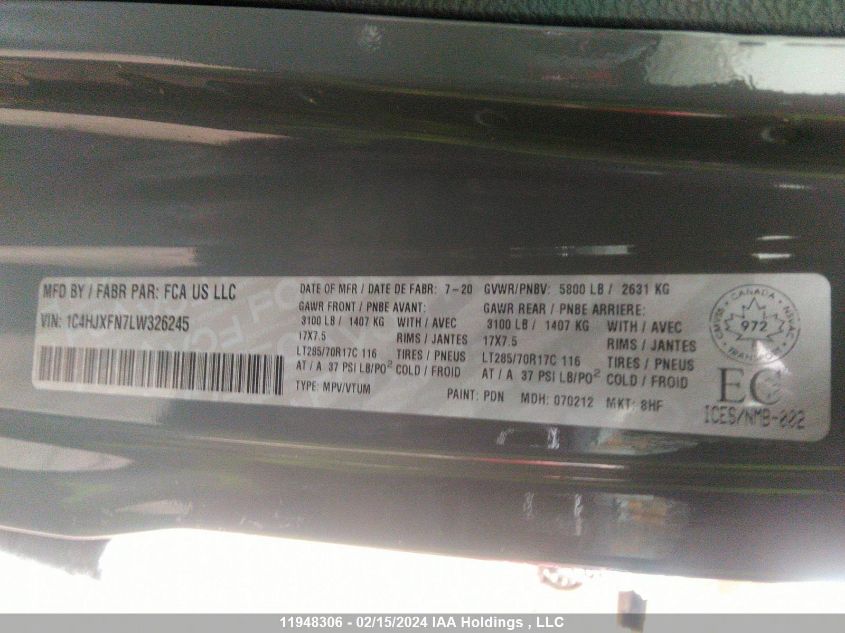 MFD BY / FABR PAR: FCA US LLC
VIN: 1C4HJXFN7LW326245
DATE OF MFR / DATE DE FABR: 7-20
GVWR/PNBV: 5800 LB / 2631 KG
GAWR FRONT / PNBE AVANT:
3100 LB / 1407 KG WITH / AVEC
17X7.5 RIMS / JANTES
LT285/70R17C 116 TIRES / PNEUS
AT / A 37 PSI LB/PO² COLD / FROID
GAWR REAR / PNBE ARRIERE:
3100 LB / 1407 KG WITH / AVEC
17X7.5 RIMS / JANTES
LT285/70R17C 116 TIRES / PNEUS
AT / A 37 PSI LB/PO² COLD / FROID
TYPE: MPV/VTUM
PAINT: PDN MDH: 070212 MKT: 8HF
CANADA
CMVSS NSVAC
972
TRANSPORT
EC
ICES/NMB-002
11948306 - 02/15/2024 IAA Holdings , LLC